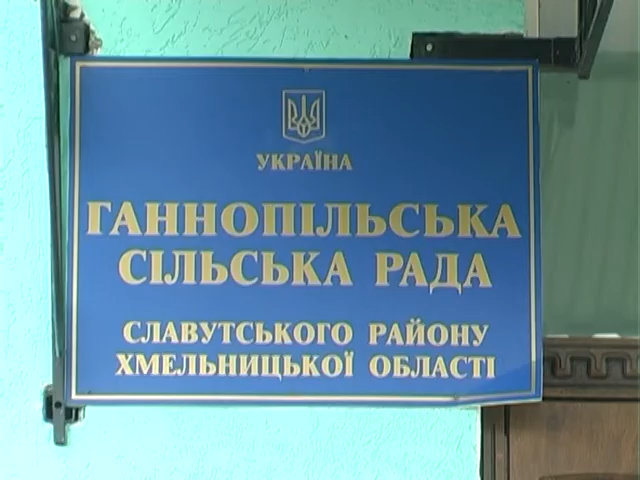 УКРАЇНА
ГАННОПІЛЬСЬКА
СІЛЬСЬКА РАДА
СЛАВУТСЬКОГО РАЙОНУ
ХМЕЛЬНИЦЬКОЇ ОБЛАСТІ